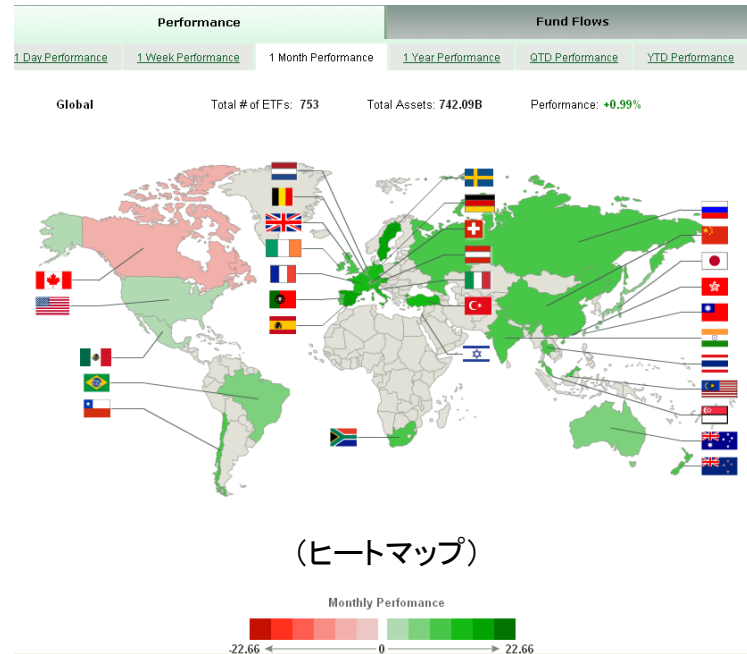 Performance
Fund Flows
1 Day Performance
1 Week Performance
1 Month Performance
1 Year Performance
QTD Performance
YTD Performance
Global
Total # of ETFs: 753
Total Assets: 742.09B
Performance: +0.99%
(ヒートマップ)
Monthly Perfomance
-22.66
0
22.66